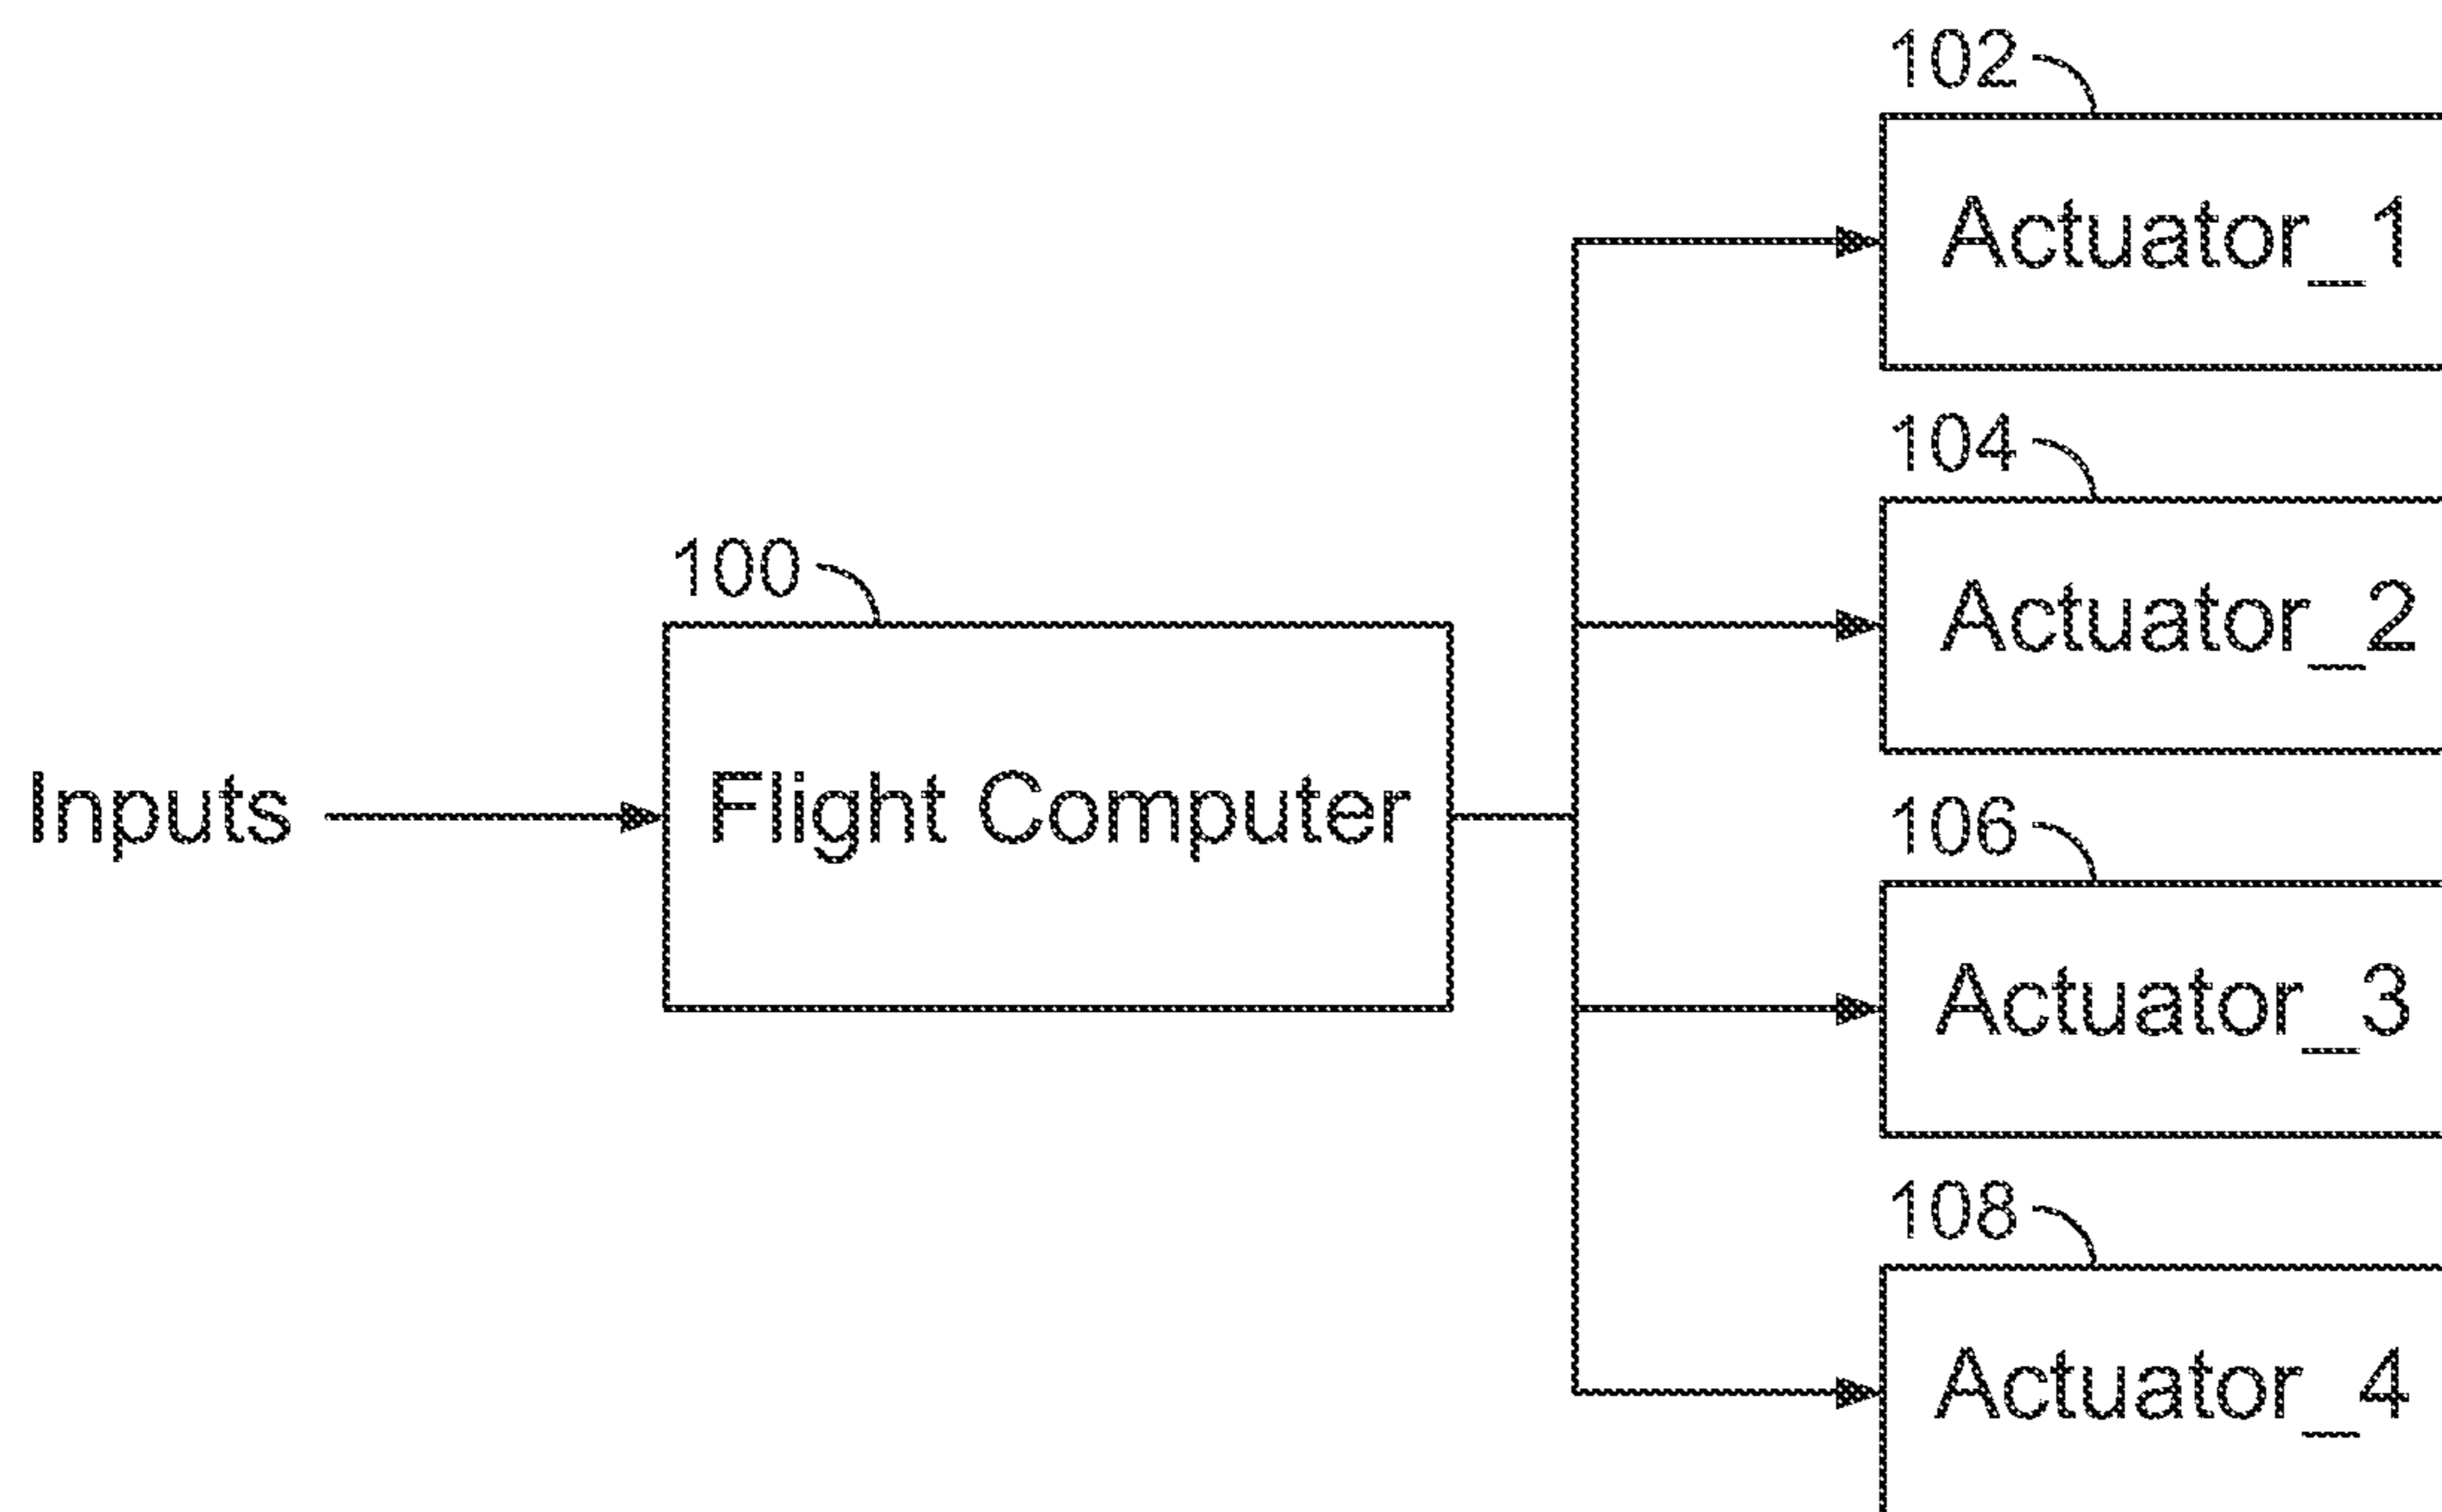 102
Actuator_1
104
Actuator_2
100
Inputs
Flight Computer
106
Actuator_3
108
Actuator_4